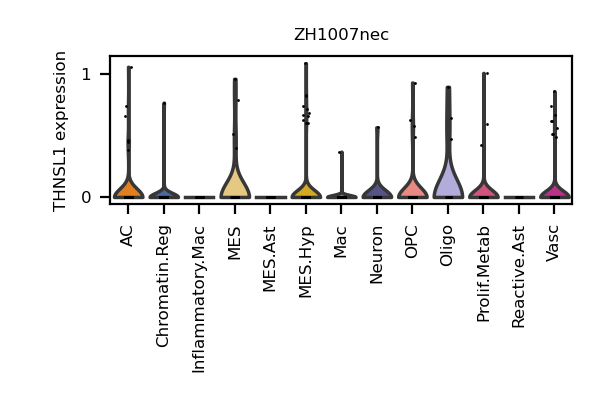 ZH1007nec
THNSL1 expression
1
0
AC
Chromatin.Reg
Inflammatory.Mac
MES
MES.Ast
MES.Hyp
Mac
Neuron
OPC
Oligo
Prolif.Metab
Reactive.Ast
Vasc